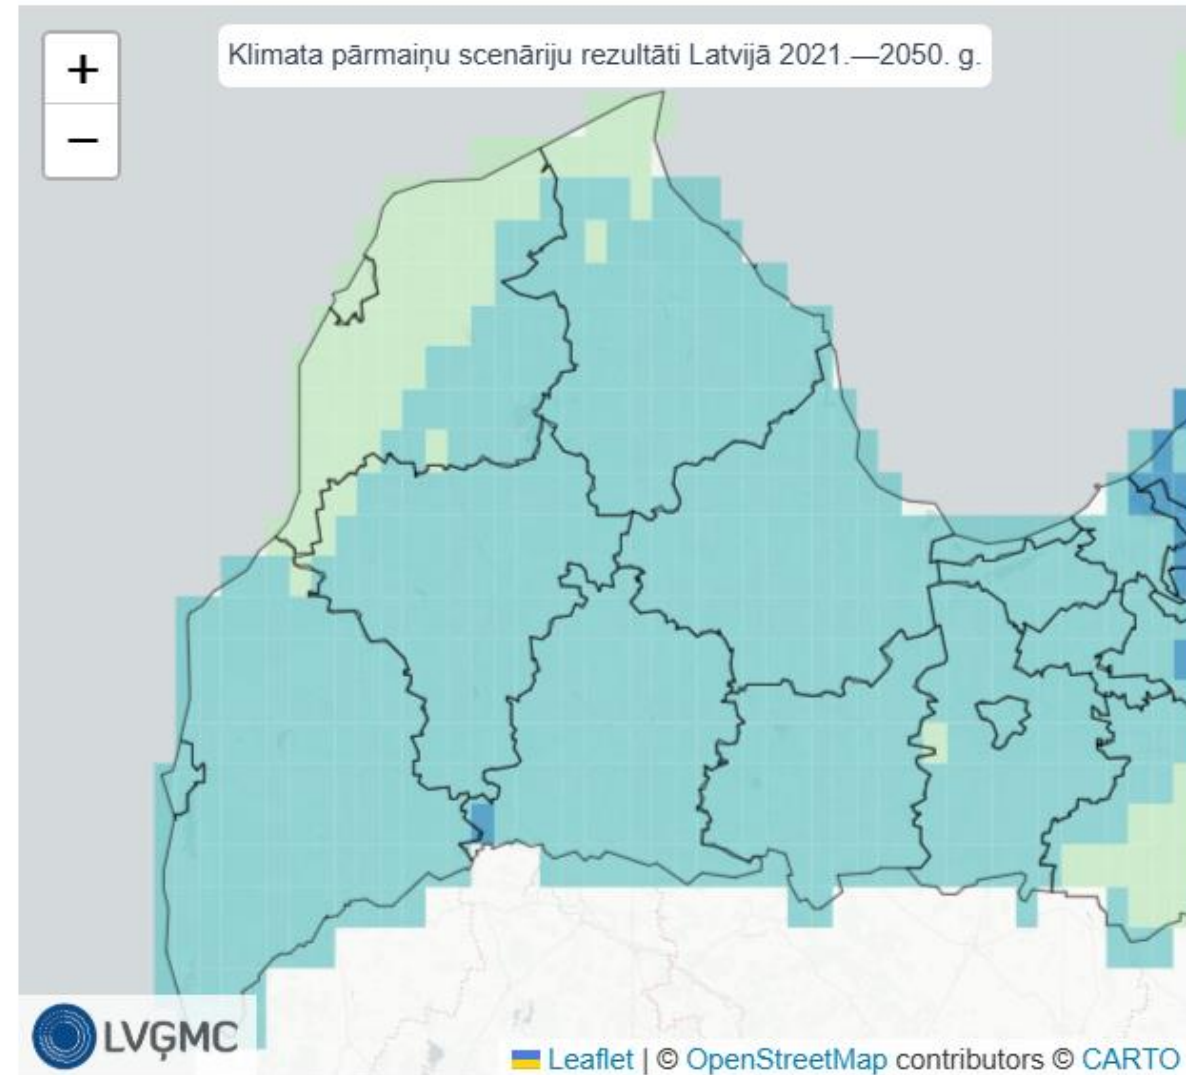 +
Klimata pārmaiņu scenāriju rezultāti Latvijā 2021.—2050. g.
−
LVĢMC
Leaflet | © OpenStreetMap contributors © CARTO